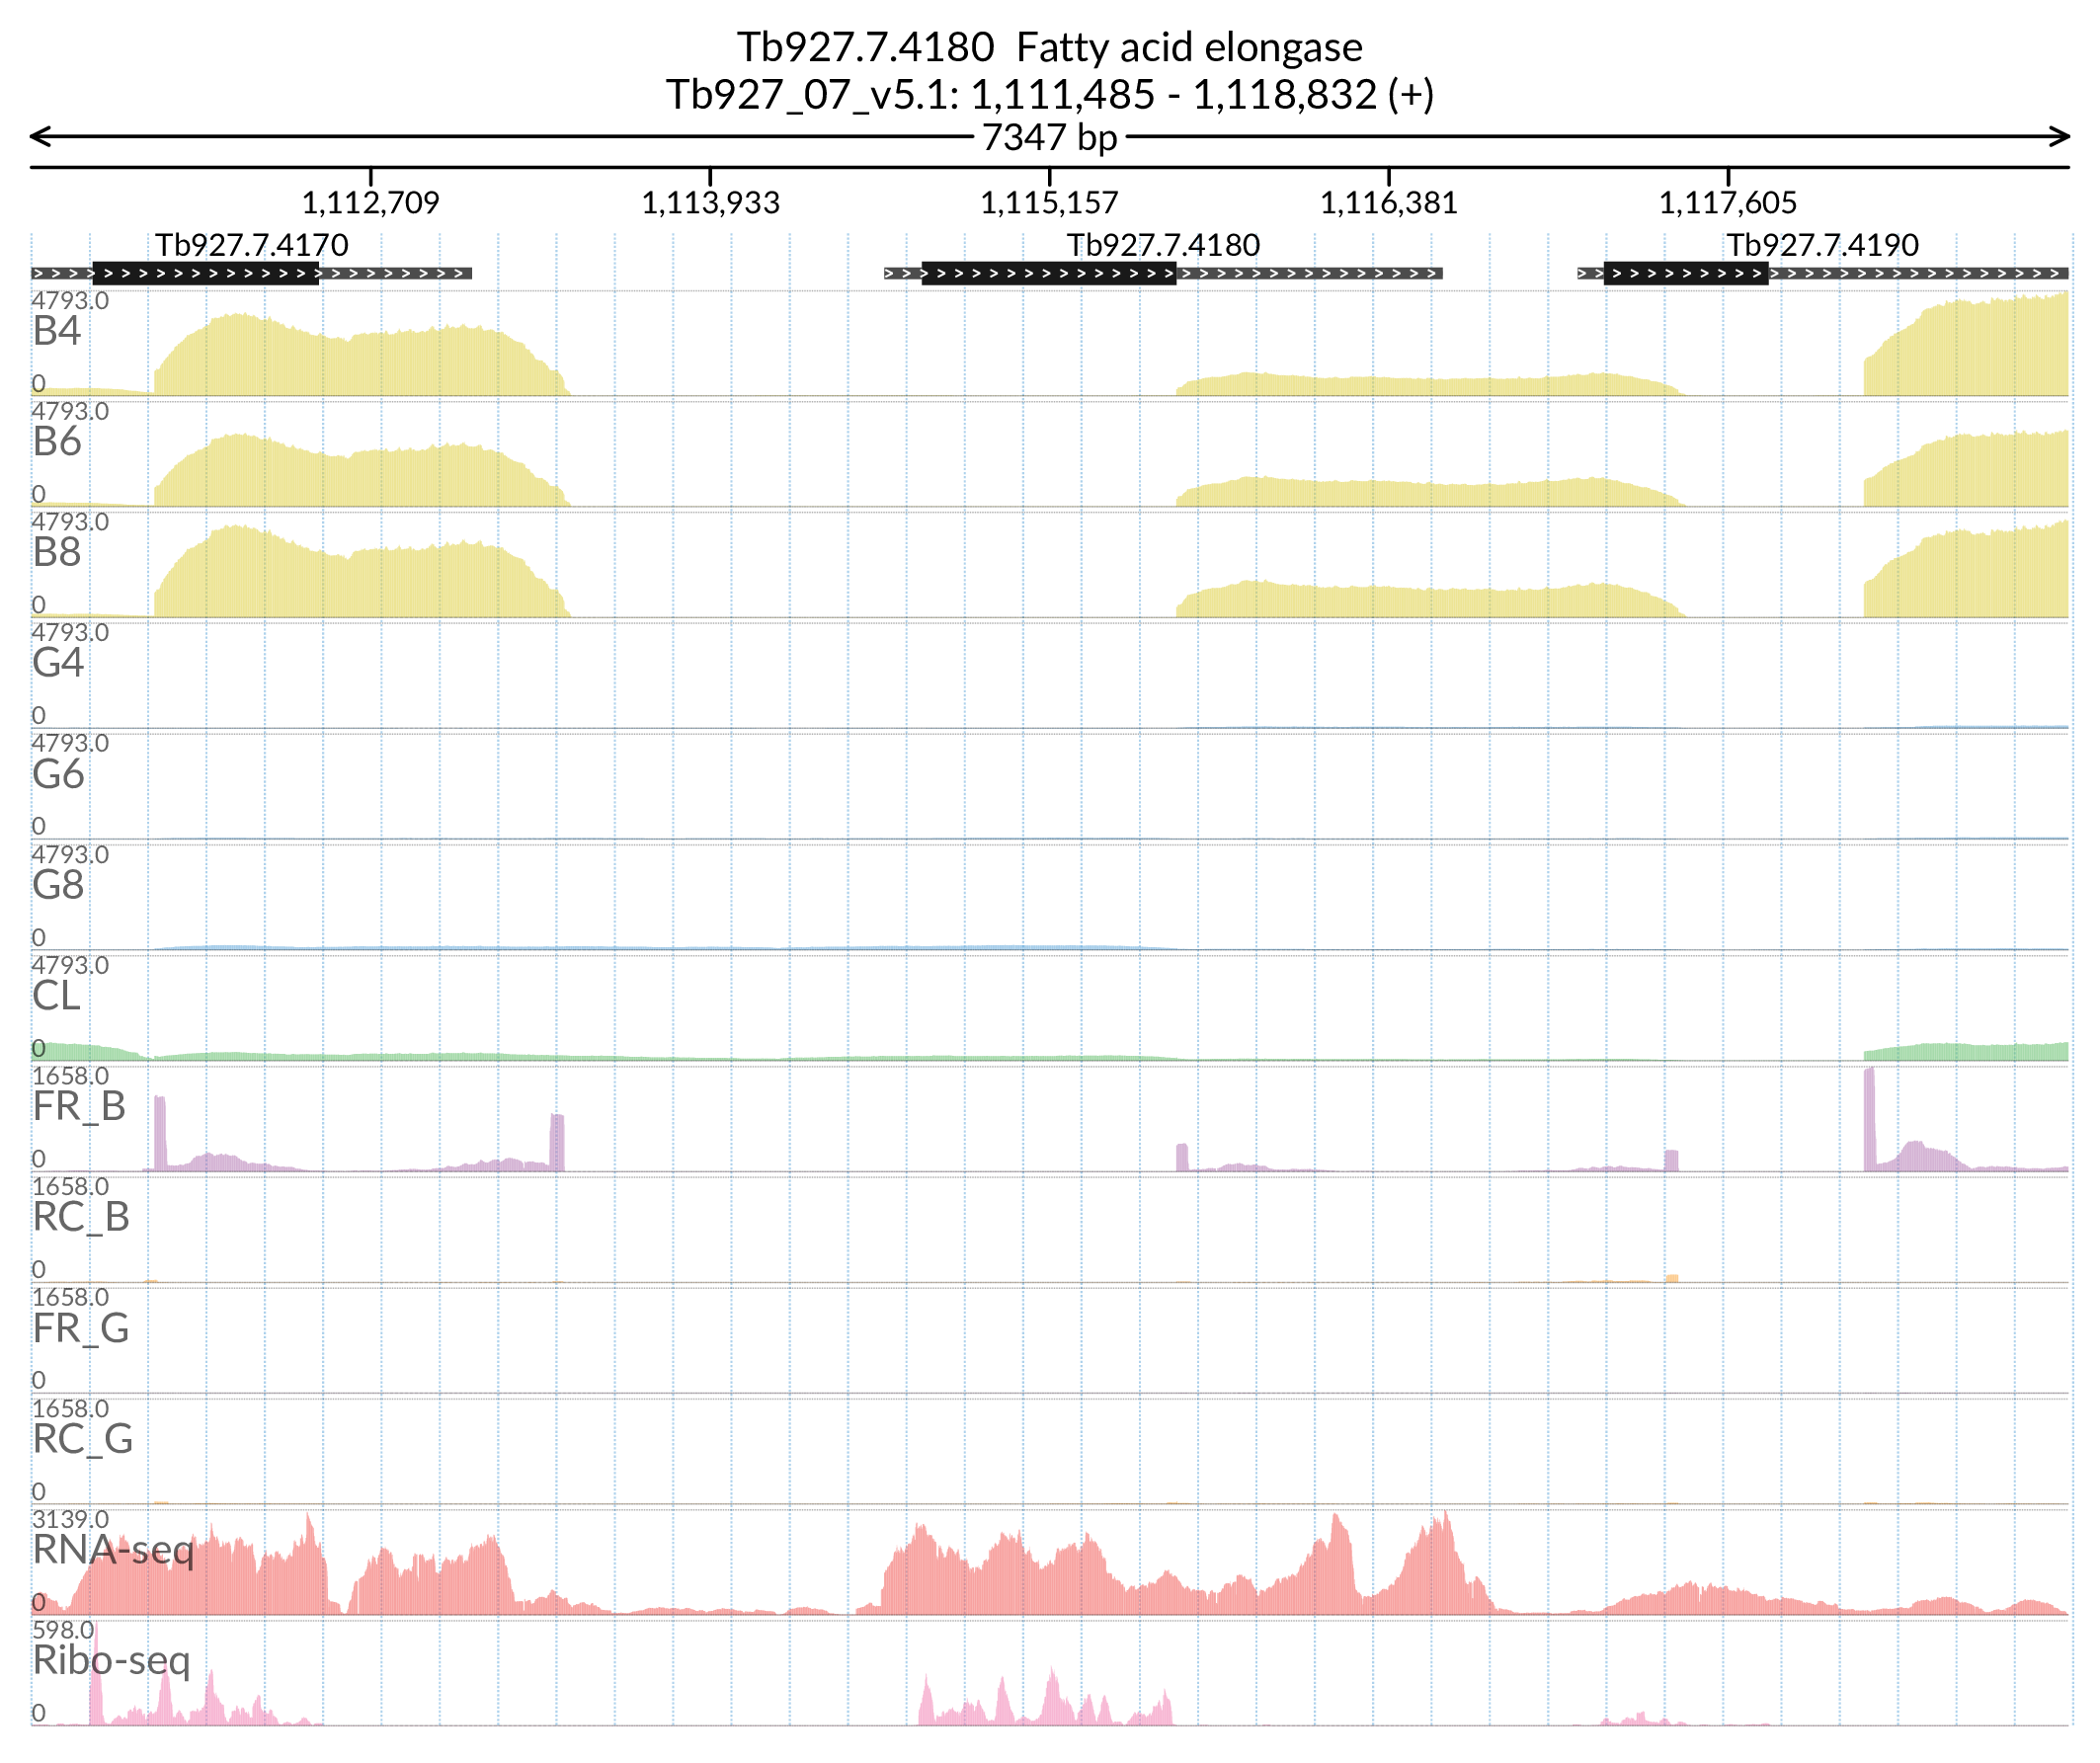 Tb927.7.4180 Fatty acid elongase
Tb927_07_v5.1: 1,111,485 - 1,118,832 (+)
7347 bp
1,112,709 1,113,933 1,115,157 1,116,381 1,117,605
Tb927.7.4170 Tb927.7.4180 Tb927.7.4190
4793.0
B4
0
4793.0
B6
0
4793.0
B8
0
4793.0
G4
0
4793.0
G6
0
4793.0
G8
0
4793.0
CL
0
1658.0
FR_B
0
1658.0
RC_B
0
1658.0
FR_G
0
1658.0
RC_G
0
3139.0
RNA-seq
0
598.0
Ribo-seq
0